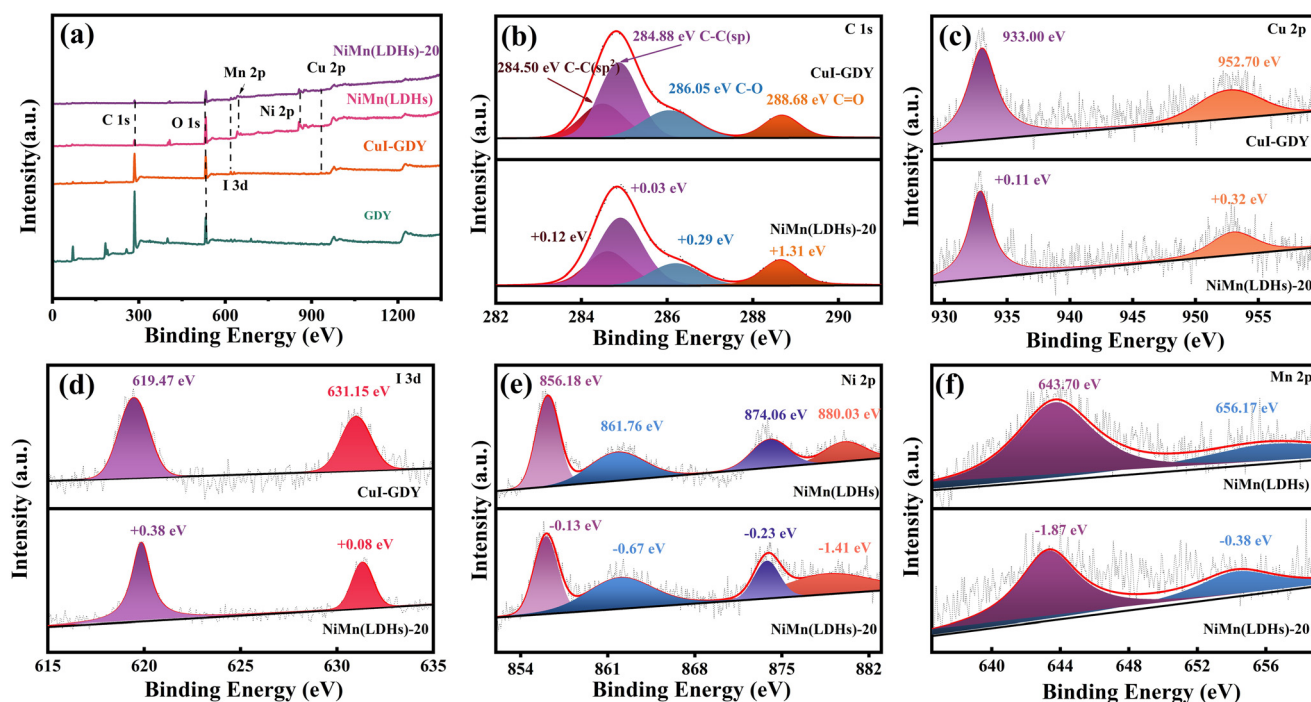 (a)
NiMn(LDHs)-20
Mn 2p
Cu 2p
NiMn(LDHs)
C 1s
O 1s
Ni 2p
CuI-GDY
I 3d
GDY
Intensity(a.u.)
0 300 600 900 1200
Binding Energy (eV)
(b)
284.88 eV C-C(sp)
C 1s
284.50 eV C-C(sp²)
CuI-GDY
286.05 eV C-O
288.68 eV C=O
+0.03 eV
+0.12 eV
+0.29 eV
NiMn(LDHs)-20
+1.31 eV
Intensity (a.u.)
282 284 286 288 290
Binding Energy (eV)
(c)
933.00 eV
Cu 2p
952.70 eV
CuI-GDY
+0.11 eV
+0.32 eV
NiMn(LDHs)-20
Intensity (a.u.)
930 935 940 945 950 955
Binding Energy (eV)
(d)
619.47 eV
I 3d
631.15 eV
CuI-GDY
+0.38 eV
+0.08 eV
NiMn(LDHs)-20
Intensity (a.u.)
615 620 625 630 635
Binding Energy (eV)
(e)
856.18 eV
Ni 2p
861.76 eV
874.06 eV
880.03 eV
NiMn(LDHs)
-0.13 eV
-0.67 eV
-0.23 eV
-1.41 eV
NiMn(LDHs)-20
Intensity (a.u.)
854 861 868 875 882
Binding Energy (eV)
(f)
643.70 eV
Mn 2p
656.17 eV
NiMn(LDHs)
-1.87 eV
-0.38 eV
NiMn(LDHs)-20
Intensity (a.u.)
640 644 648 652 656
Binding Energy (eV)